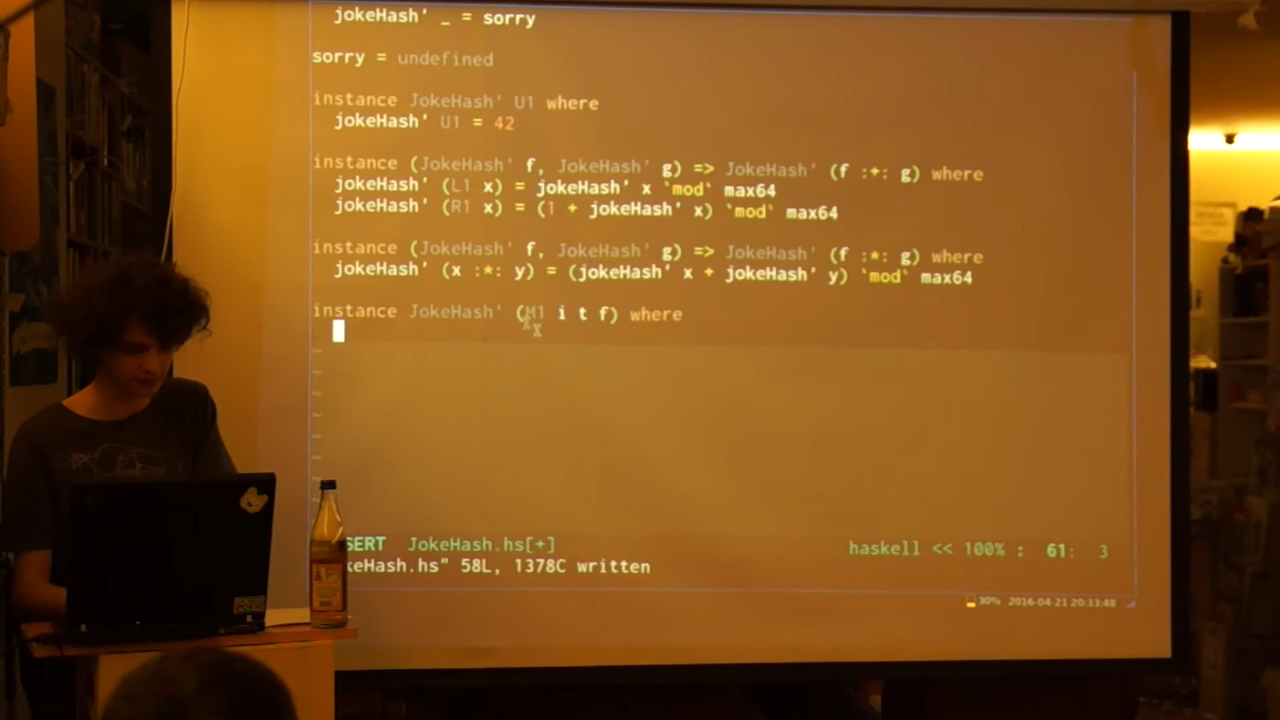 jokeHash' _ = sorry
sorry = undefined
instance JokeHash' U1 where
jokeHash' U1 = 42
instance (JokeHash' f, JokeHash' g) => JokeHash' (f :+: g) where
jokeHash' (L1 x) = jokeHash' x `mod` max64
jokeHash' (R1 x) = (1 + jokeHash' x) `mod` max64
instance (JokeHash' f, JokeHash' g) => JokeHash' (f :*: g) where
jokeHash' (x :*: y) = (jokeHash' x + jokeHash' y) `mod` max64
instance JokeHash' (M1 i t f) where
SERT JokeHash.hs[+] haskell << 100% : 61: 3
keHash.hs" 58L, 1378C written
30% 2016-04-21 20:33:48